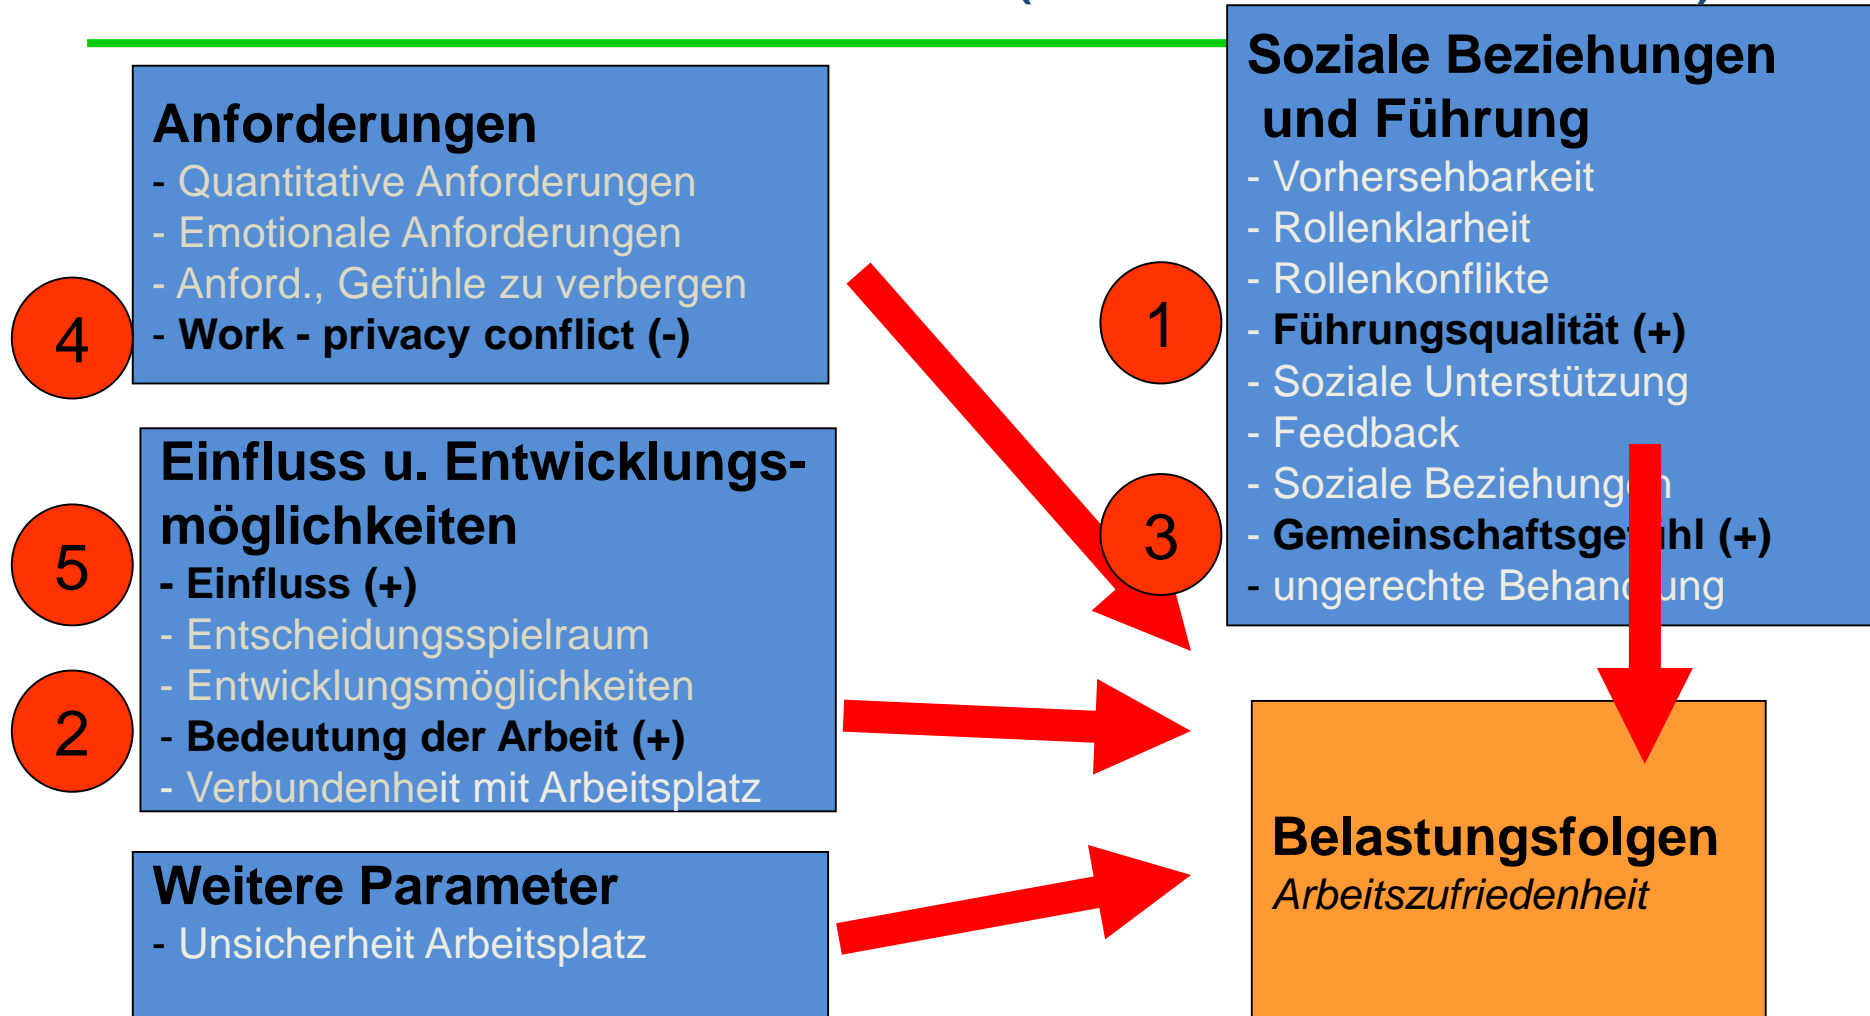 Anforderungen
- Quantitative Anforderungen
- Emotionale Anforderungen
- Anford., Gefühle zu verbergen
- Work - privacy conflict (-)
4
Einfluss u. Entwicklungs-
möglichkeiten
- Einfluss (+)
- Entscheidungsspielraum
- Entwicklungsmöglichkeiten
- Bedeutung der Arbeit (+)
- Verbundenheit mit Arbeitsplatz
5
2
Weitere Parameter
- Unsicherheit Arbeitsplatz
Soziale Beziehungen
und Führung
- Vorhersehbarkeit
- Rollenklarheit
- Rollenkonflikte
- Führungsqualität (+)
- Soziale Unterstützung
- Feedback
- Soziale Beziehungen
- Gemeinschaftsgefühl (+)
- ungerechte Behandlung
1
3
Belastungsfolgen
Arbeitszufriedenheit